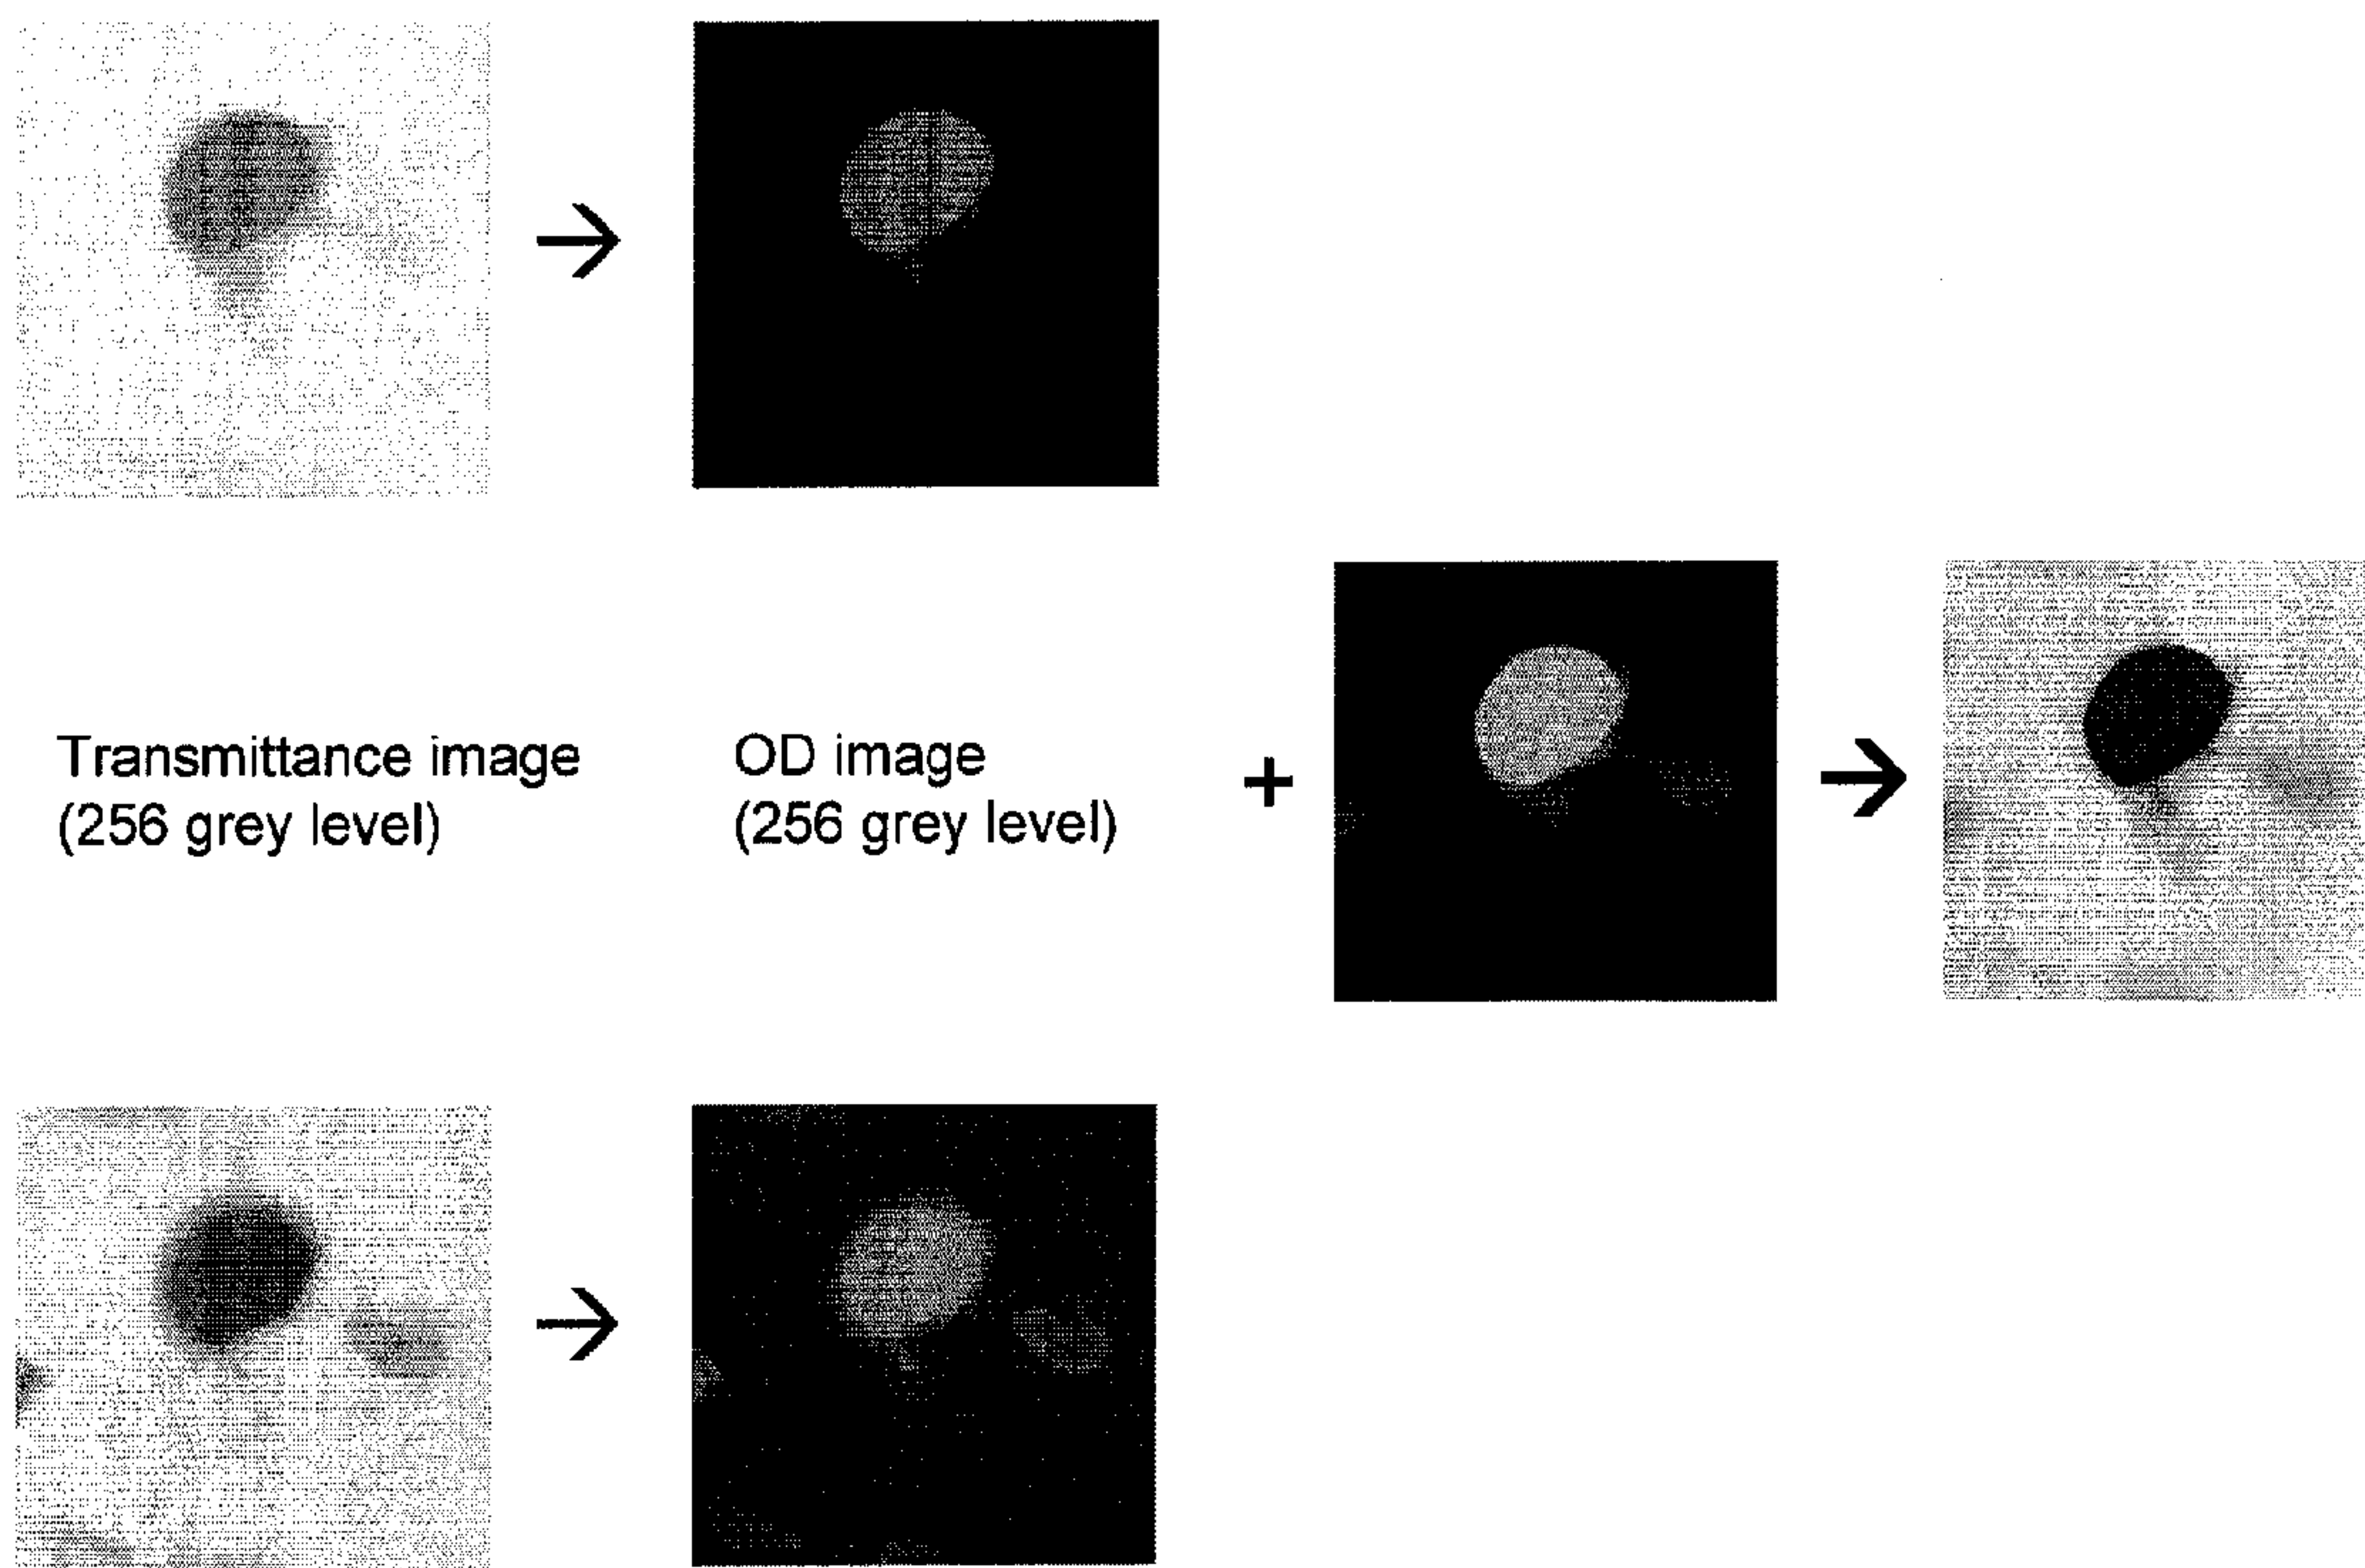 Transmittance image
(256 grey level)
OD image
(256 grey level)
+